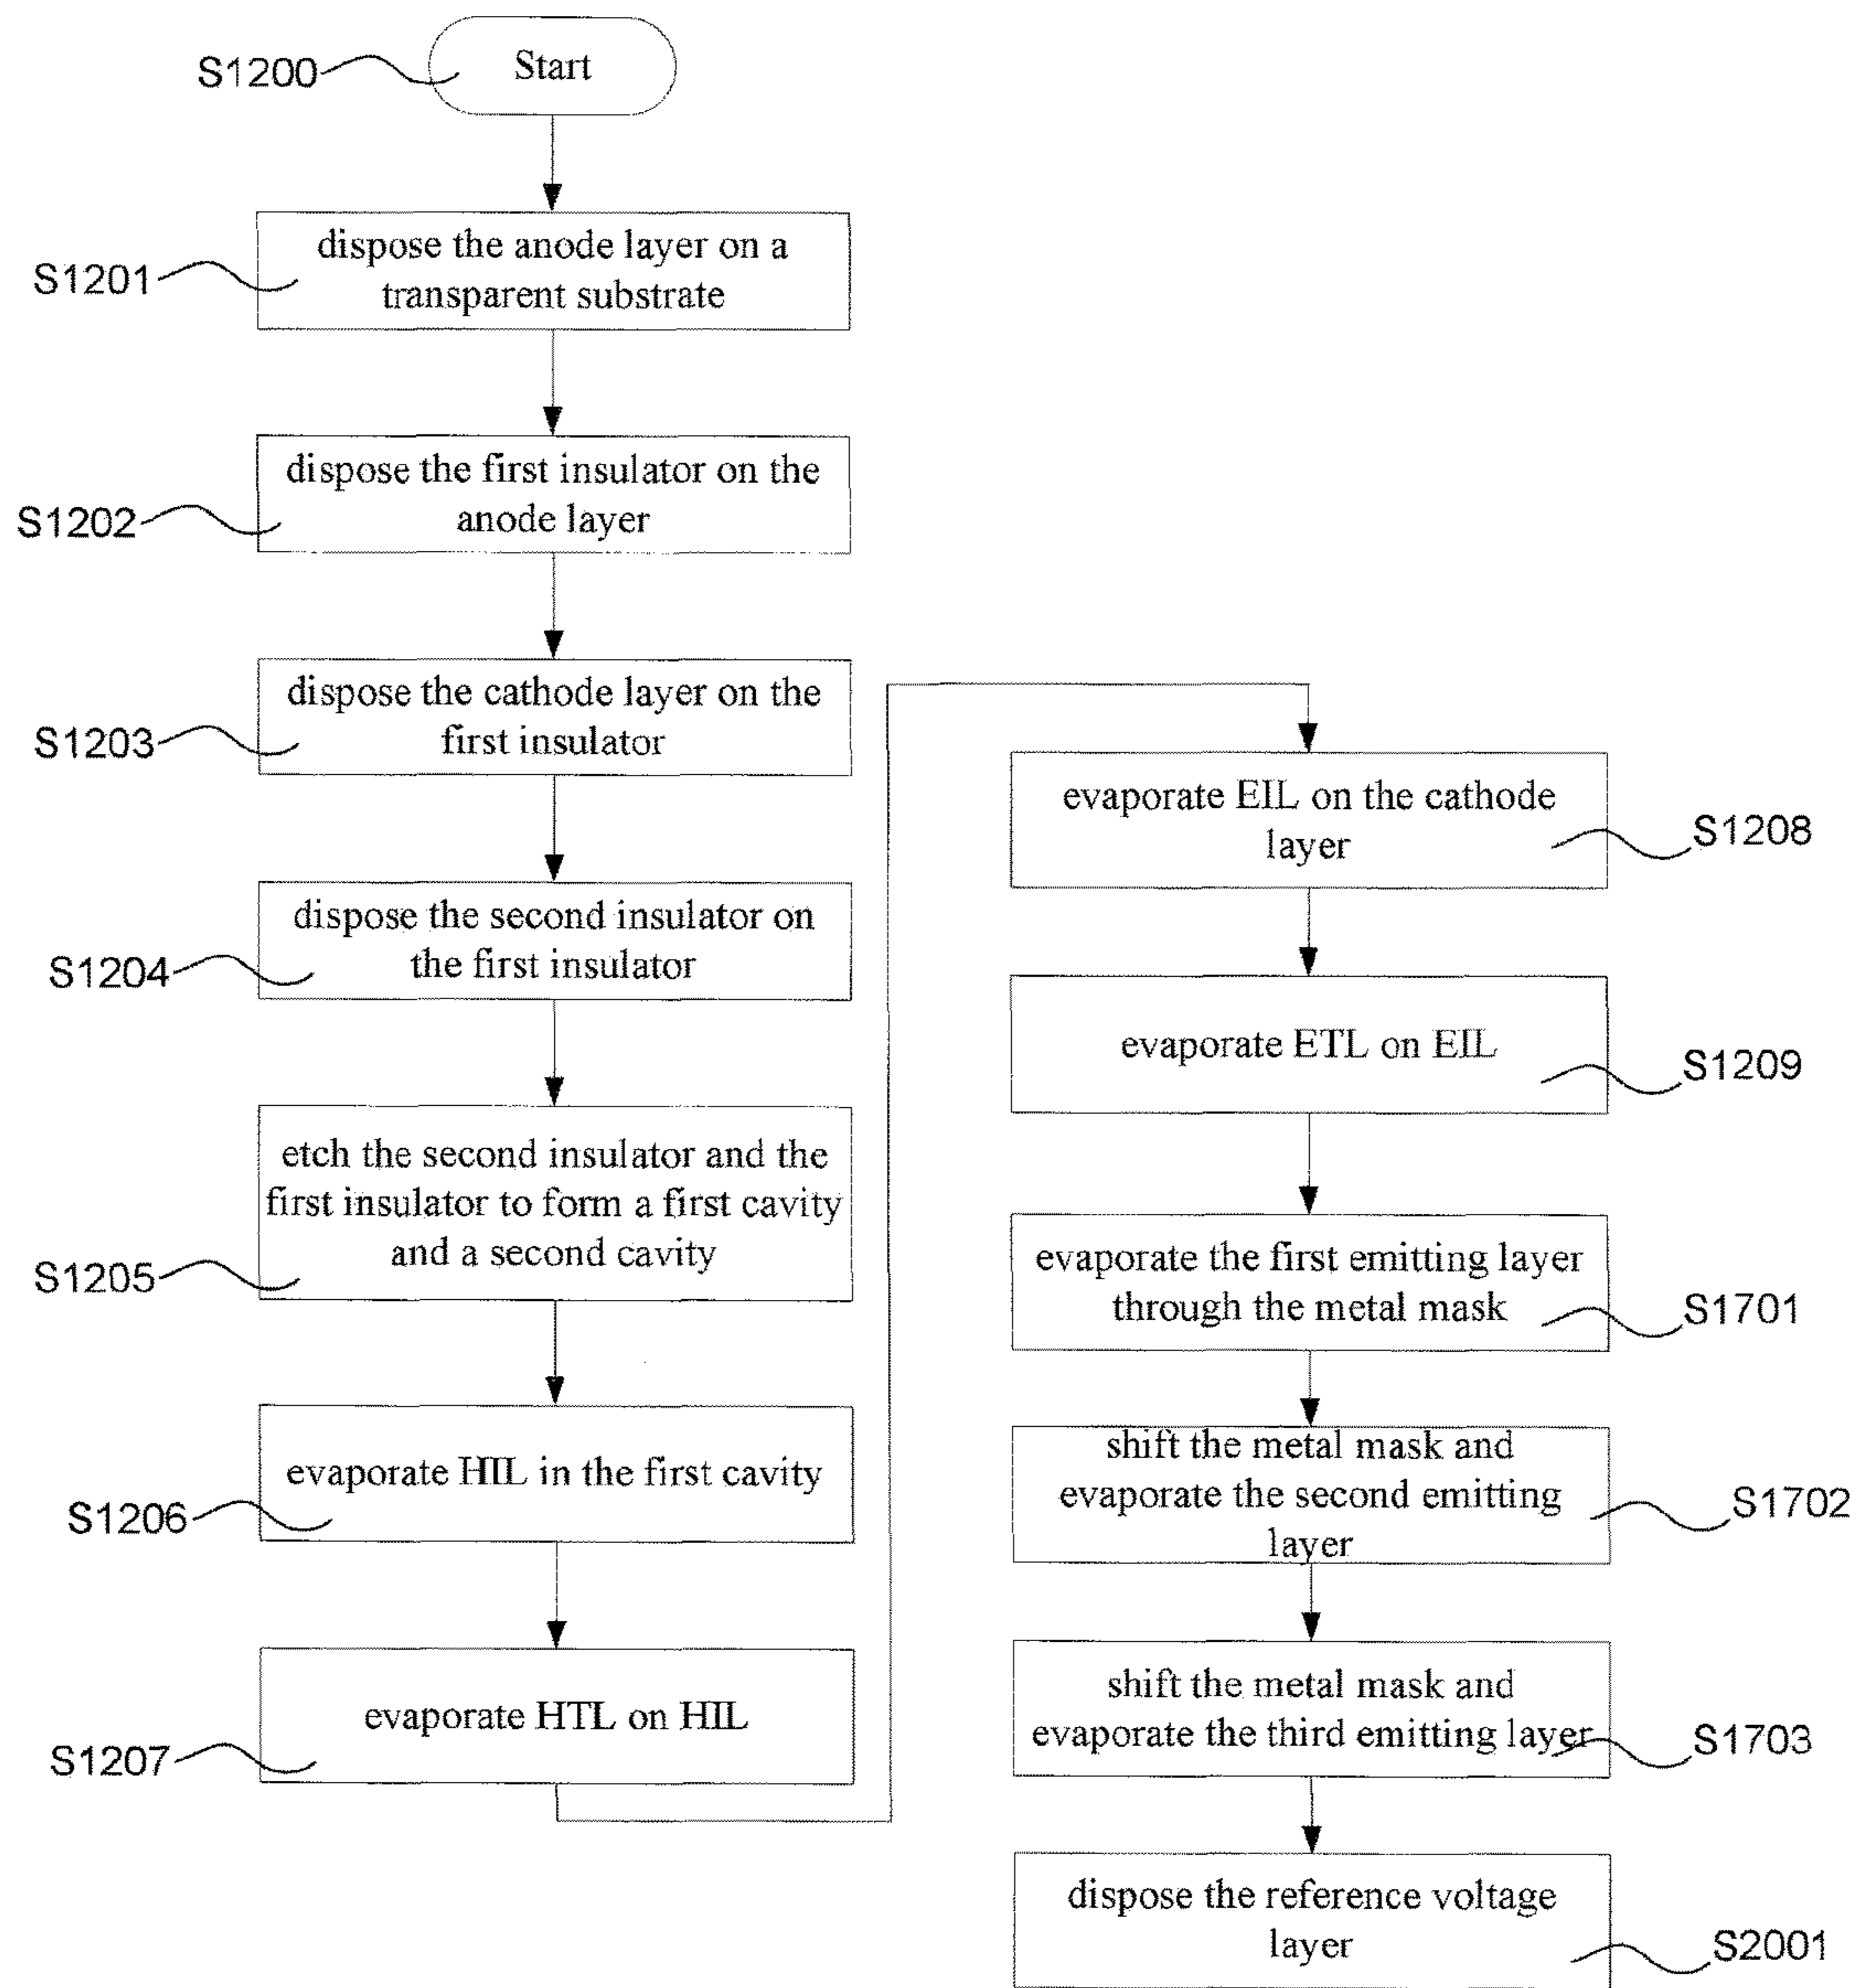 S1200
Start
S1201
dispose the anode layer on a
transparent substrate
S1202
dispose the first insulator on the
anode layer
S1203
dispose the cathode layer on the
first insulator
S1204
dispose the second insulator on
the first insulator
S1205
etch the second insulator and the
first insulator to form a first cavity
and a second cavity
S1206
evaporate HIL in the first cavity
S1207
evaporate HTL on HIL
evaporate EIL on the cathode
layer
S1208
evaporate ETL on EIL
S1209
evaporate the first emitting layer
through the metal mask
S1701
shift the metal mask and
evaporate the second emitting
layer
S1702
shift the metal mask and
evaporate the third emitting layer
S1703
dispose the reference voltage
layer
S2001